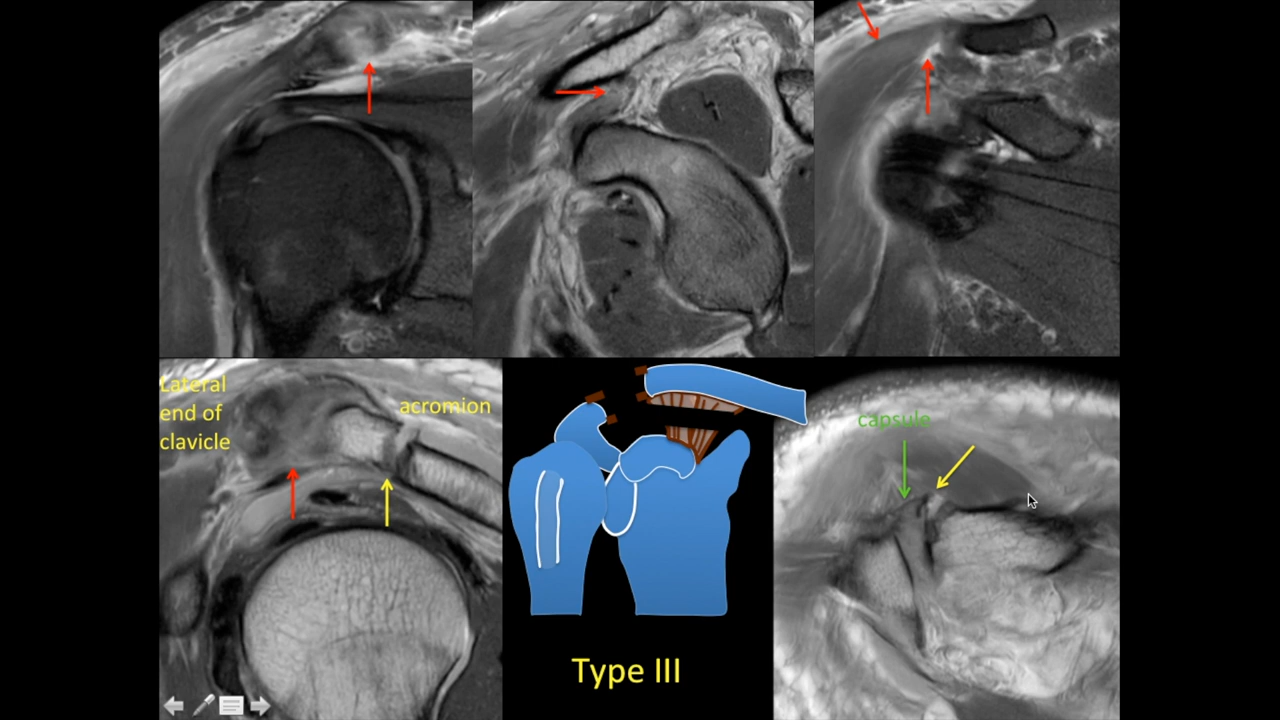 Lateral
end of
clavicle
acromion
capsule
Type III